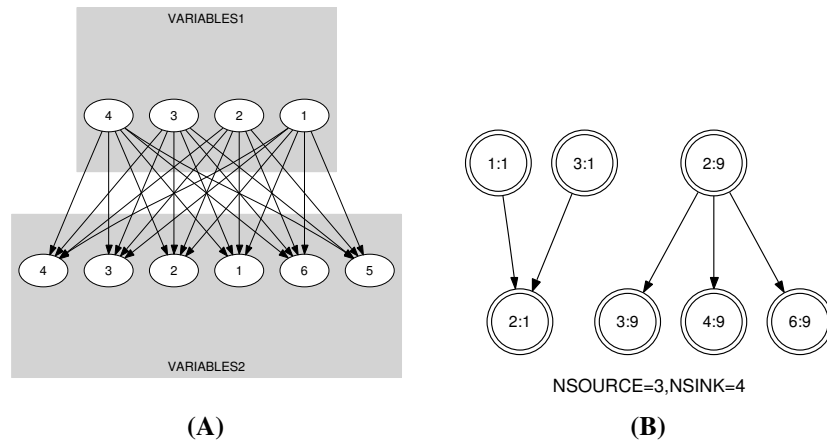 VARIABLES1
4 3 2 1
4 3 2 1 6 5
VARIABLES2
(A)
1:1 3:1 2:9
2:1 3:9 4:9 6:9
NSOURCE=3,NSINK=4
(B)